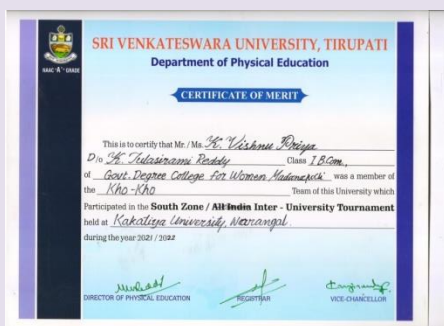 SRI VENKATESWARA UNIVERSITY, TIRUPATI
NAAC "A+" GRADE
Department of Physical Education
CERTIFICATE OF MERIT
This is to certify that Mr. / Ms. K. Vishnu Priya
D/o K. Tulasirami Reddy Class I B.Com.,
of Govt. Degree College for Women Madanapalli was a member of
the Kho-Kho Team of this University which
Participated in the South Zone / All India Inter - University Tournament
held at Kakatiya University, Warangal.
during the year 2021 / 2022
DIRECTOR OF PHYSICAL EDUCATION REGISTRAR VICE-CHANCELLOR